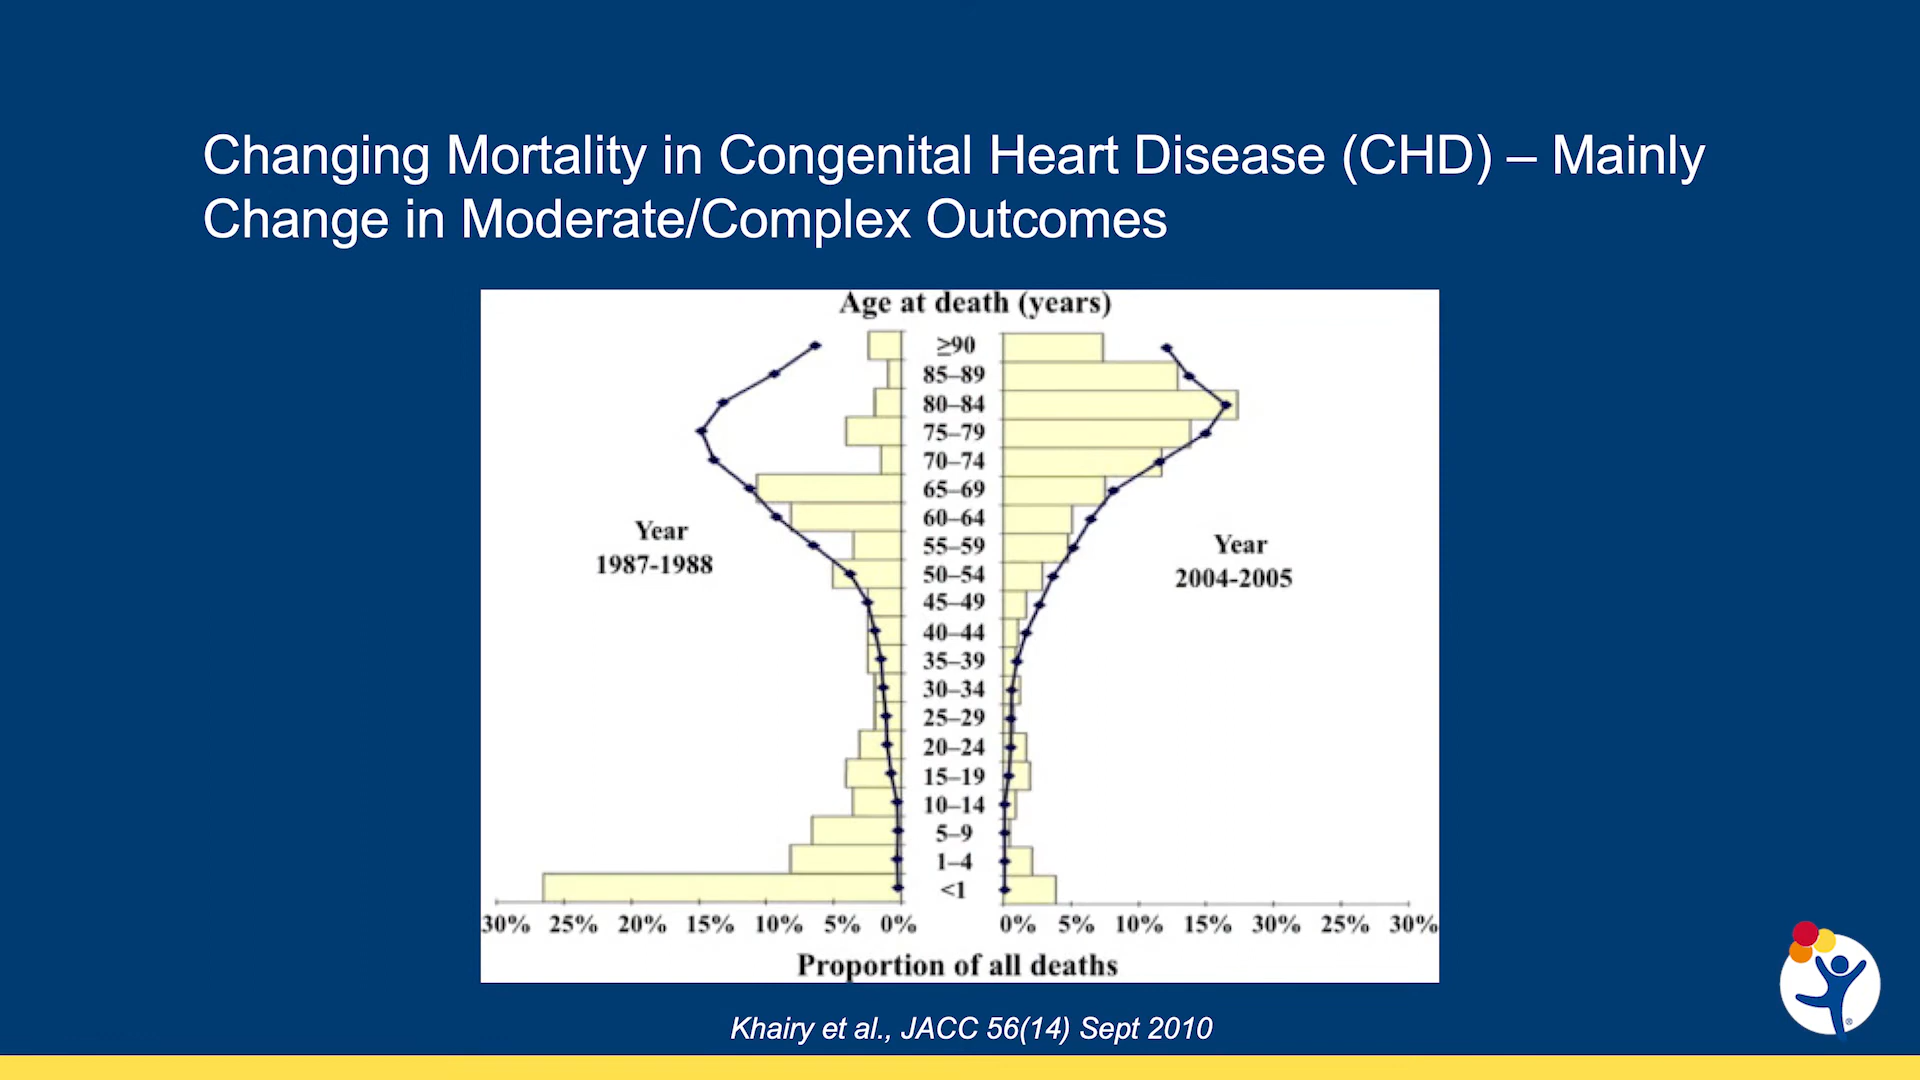 Changing Mortality in Congenital Heart Disease (CHD) – Mainly
Change in Moderate/Complex Outcomes
Age at death (years)
≥90
85–89
80–84
75–79
70–74
65–69
60–64
55–59
50–54
45–49
40–44
35–39
30–34
25–29
20–24
15–19
10–14
5–9
1–4
<1
Year
1987-1988
Year
2004-2005
30% 25% 20% 15% 10% 5% 0%
0% 5% 10% 15% 30% 25% 30%
Proportion of all deaths
Khairy et al., JACC 56(14) Sept 2010
®